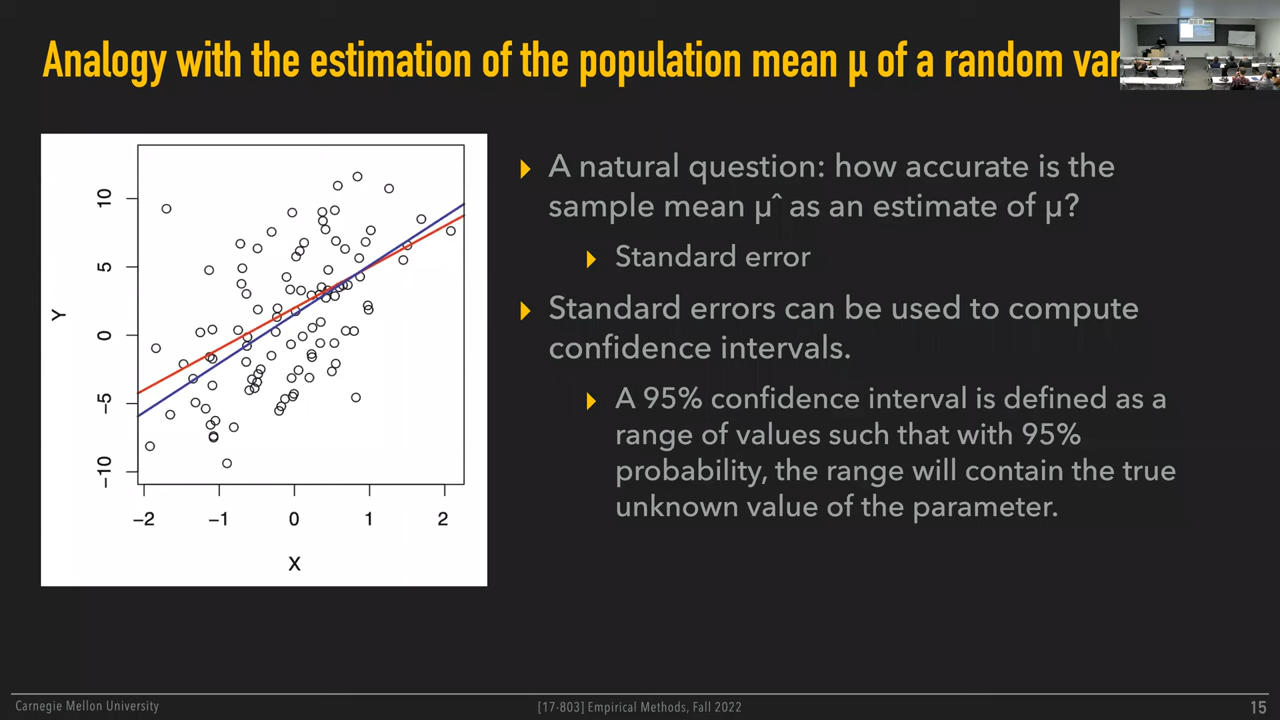 Analogy with the estimation of the population mean µ of a random var
▸ A natural question: how accurate is the
sample mean µˆ as an estimate of µ?
▸ Standard error
▸ Standard errors can be used to compute
confidence intervals.
▸ A 95% confidence interval is defined as a
range of values such that with 95%
probability, the range will contain the true
unknown value of the parameter.
10
5
0
−5
−10
Y
−2 −1 0 1 2
X
Carnegie Mellon University
[17-803] Empirical Methods, Fall 2022
15